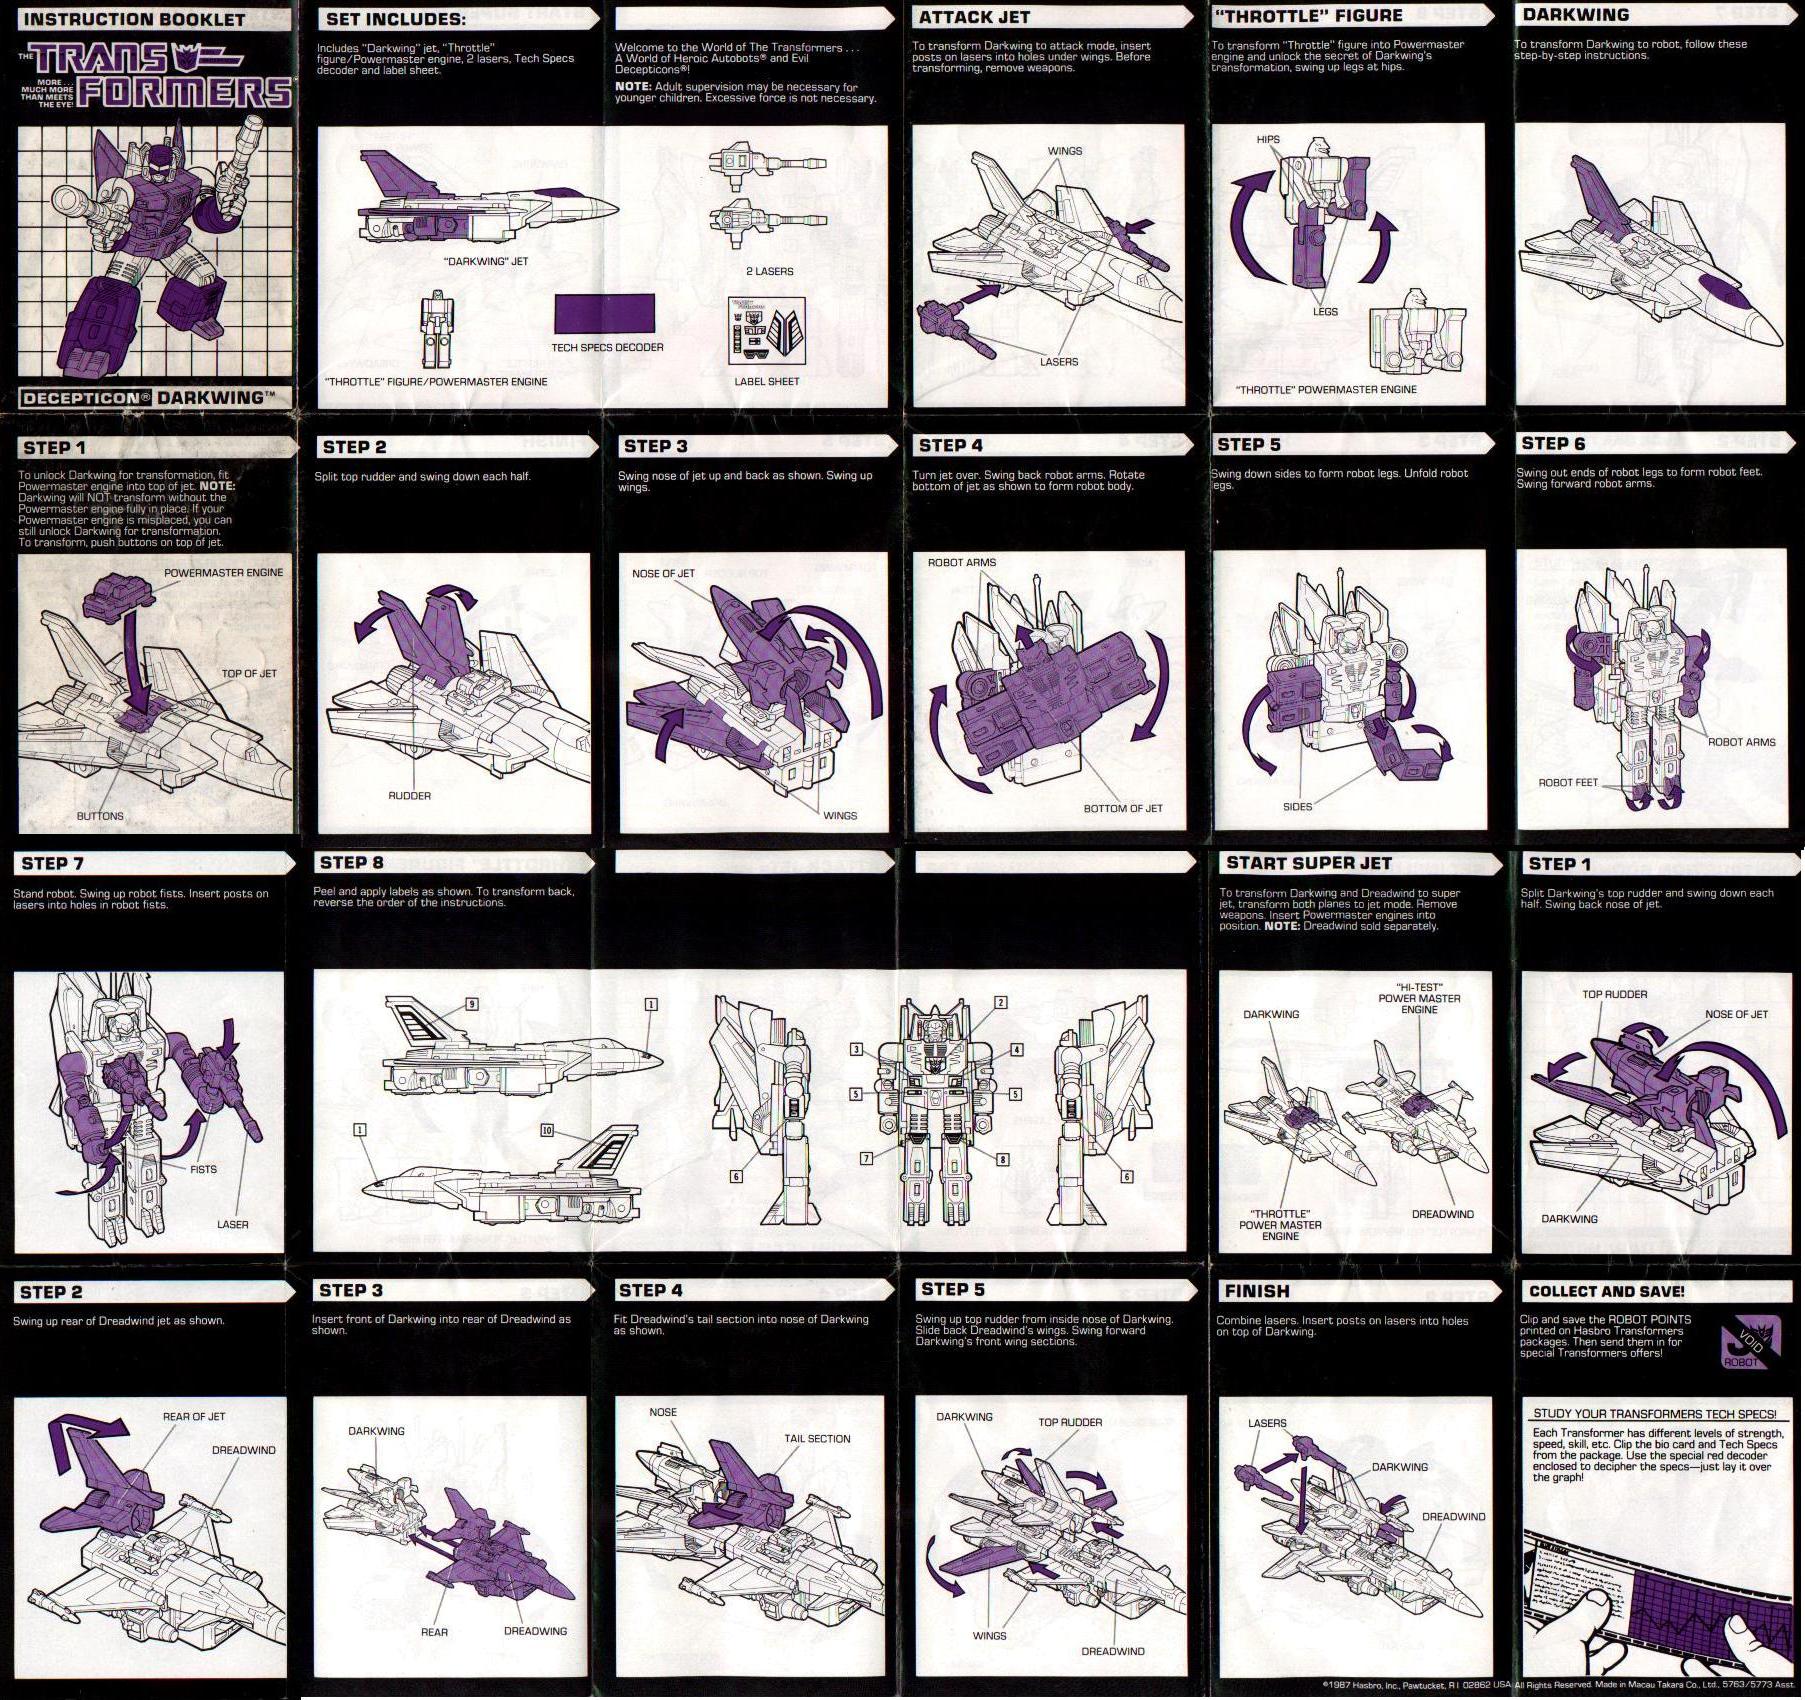 INSTRUCTION BOOKLET
THE TRANSFORMERS
MORE...
MUCH MORE
THAN MEETS
THE EYE!
DECEPTICON® DARKWING™
SET INCLUDES:
Includes "Darkwing" jet, "Throttle"
figure/Powermaster engine, 2 lasers, Tech Specs
decoder and label sheet.
Welcome to the World of The Transformers . . .
A World of Heroic Autobots® and Evil
Decepticons®!
NOTE: Adult supervision may be necessary for
younger children. Excessive force is not necessary.
"DARKWING" JET
2 LASERS
TECH SPECS DECODER
"THROTTLE" FIGURE/POWERMASTER ENGINE
LABEL SHEET
ATTACK JET
To transform Darkwing to attack mode, insert
posts on lasers into holes under wings. Before
transforming, remove weapons.
WINGS
LASERS
"THROTTLE" FIGURE
To transform "Throttle" figure into Powermaster
engine and unlock the secret of Darkwing's
transformation, swing up legs at hips.
HIPS
LEGS
"THROTTLE" POWERMASTER ENGINE
DARKWING
To transform Darkwing to robot, follow these
step-by-step instructions.
STEP 1
To unlock Darkwing for transformation, fit
Powermaster engine into top of jet. NOTE:
Darkwing will NOT transform without the
Powermaster engine fully in place. If your
Powermaster engine is misplaced, you can
still unlock Darkwing for transformation.
To transform, push buttons on top of jet.
POWERMASTER ENGINE
TOP OF JET
BUTTONS
STEP 2
Split top rudder and swing down each half.
RUDDER
STEP 3
Swing nose of jet up and back as shown. Swing up
wings.
NOSE OF JET
WINGS
STEP 4
Turn jet over. Swing back robot arms. Rotate
bottom of jet as shown to form robot body.
ROBOT ARMS
BOTTOM OF JET
STEP 5
Swing down sides to form robot legs. Unfold robot
egs.
SIDES
STEP 6
Swing out ends of robot legs to form robot feet.
Swing forward robot arms.
ROBOT ARMS
ROBOT FEET
STEP 7
Stand robot. Swing up robot fists. Insert posts on
lasers into holes in robot fists.
FISTS
LASER
STEP 8
Peel and apply labels as shown. To transform back,
reverse the order of the instructions.
9
1
2
3
4
5
5
1
10
7
8
6
6
START SUPER JET
To transform Darkwing and Dreadwind to super
jet, transform both planes to jet mode. Remove
weapons. Insert Powermaster engines into
position. NOTE: Dreadwind sold separately.
"HI-TEST"
POWER MASTER
ENGINE
DARKWING
"THROTTLE"
POWER MASTER
ENGINE
DREADWIND
STEP 1
Split Darkwing's top rudder and swing down each
half. Swing back nose of jet.
TOP RUDDER
NOSE OF JET
DARKWING
STEP 2
Swing up rear of Dreadwind jet as shown.
REAR OF JET
DREADWIND
STEP 3
Insert front of Darkwing into rear of Dreadwind as
shown.
DARKWING
REAR
DREADWING
STEP 4
Fit Dreadwind's tail section into nose of Darkwing
as shown.
NOSE
TAIL SECTION
STEP 5
Swing up top rudder from inside nose of Darkwing.
Slide back Dreadwind's wings. Swing forward
Darkwing's front wing sections.
DARKWING
TOP RUDDER
WINGS
DREADWIND
FINISH
Combine lasers. Insert posts on lasers into holes
on top of Darkwing.
LASERS
DARKWING
DREADWIND
COLLECT AND SAVE!
Clip and save the ROBOT POINTS
printed on Hasbro Transformers
packages. Then send them in for
special Transformers offers!
VOID
ROBOT
STUDY YOUR TRANSFORMERS TECH SPECS!
Each Transformer has different levels of strength,
speed, skill, etc. Clip the bio card and Tech Specs
from the package. Use the special red decoder
enclosed to decipher the specs—just lay it over
the graph!
©1987 Hasbro, Inc., Pawtucket, R I 02862 USA All Rights Reserved. Made in Macau Takara Co., Ltd., 5763/5773 Asst.